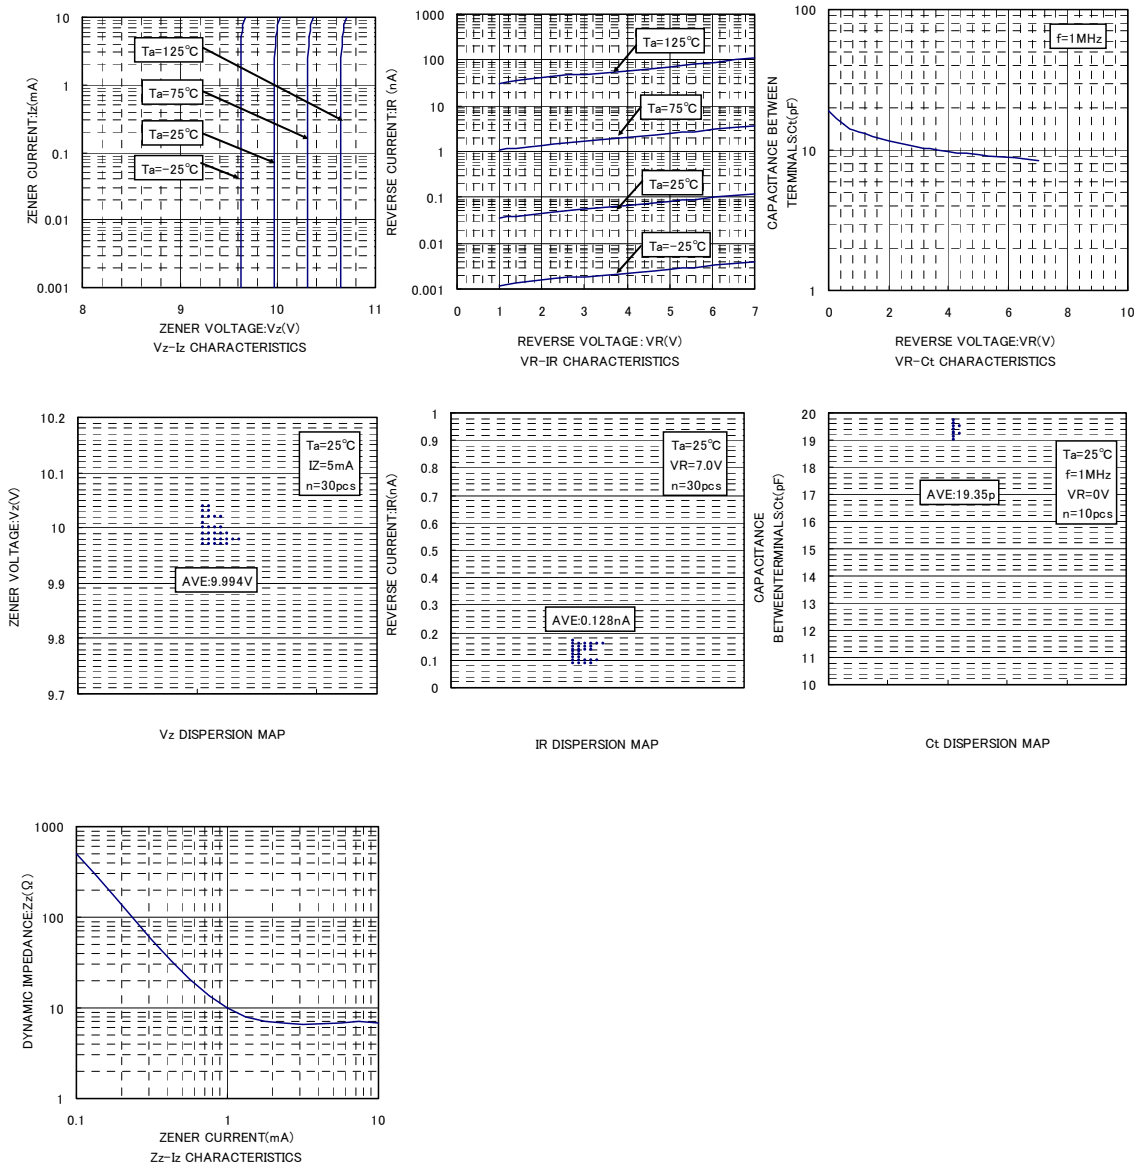 ZENER CURRENT:Iz(mA)
10
1
0.1
0.01
0.001
Ta=125℃
Ta=75℃
Ta=25℃
Ta=-25℃
8
9
10
11
ZENER VOLTAGE:Vz(V)
Vz-Iz CHARACTERISTICS
REVERSE CURRENT:IR (nA)
1000
100
10
1
0.1
0.01
0.001
Ta=125℃
Ta=75℃
Ta=25℃
Ta=-25℃
0
1
2
3
4
5
6
7
REVERSE VOLTAGE:VR(V)
VR-IR CHARACTERISTICS
CAPACITANCE BETWEEN
TERMINALS:Ct(pF)
100
10
1
f=1MHz
0
2
4
6
8
10
REVERSE VOLTAGE:VR(V)
VR-Ct CHARACTERISTICS
ZENER VOLTAGE:Vz(V)
10.2
10.1
10
9.9
9.8
9.7
Ta=25℃
IZ=5mA
n=30pcs
AVE:9.994V
Vz DISPERSION MAP
REVERSE CURRENT:IR(nA)
1
0.9
0.8
0.7
0.6
0.5
0.4
0.3
0.2
0.1
0
Ta=25℃
VR=7.0V
n=30pcs
AVE:0.128nA
IR DISPERSION MAP
CAPACITANCE
BETWEENTERMINALS:Ct(pF)
20
19
18
17
16
15
14
13
12
11
10
Ta=25℃
f=1MHz
VR=0V
n=10pcs
AVE:19.35p
Ct DISPERSION MAP
DYNAMIC IMPEDANCE:Zz(Ω)
1000
100
10
1
0.1
1
10
ZENER CURRENT(mA)
Zz-Iz CHARACTERISTICS